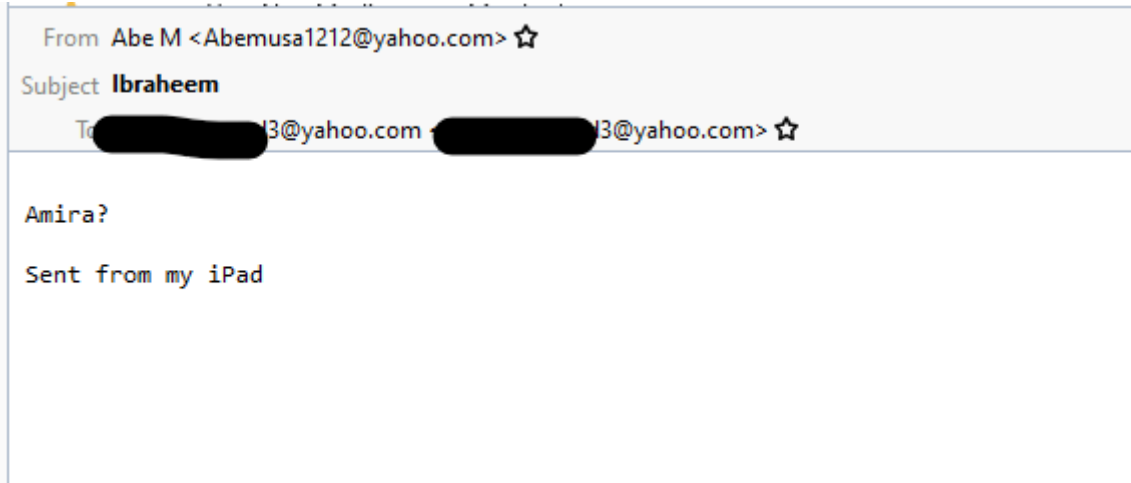 From Abe M <Abemusa1212@yahoo.com>
Subject Ibraheem
3@yahoo.com 3@yahoo.com>
Amira?
Sent from my iPad